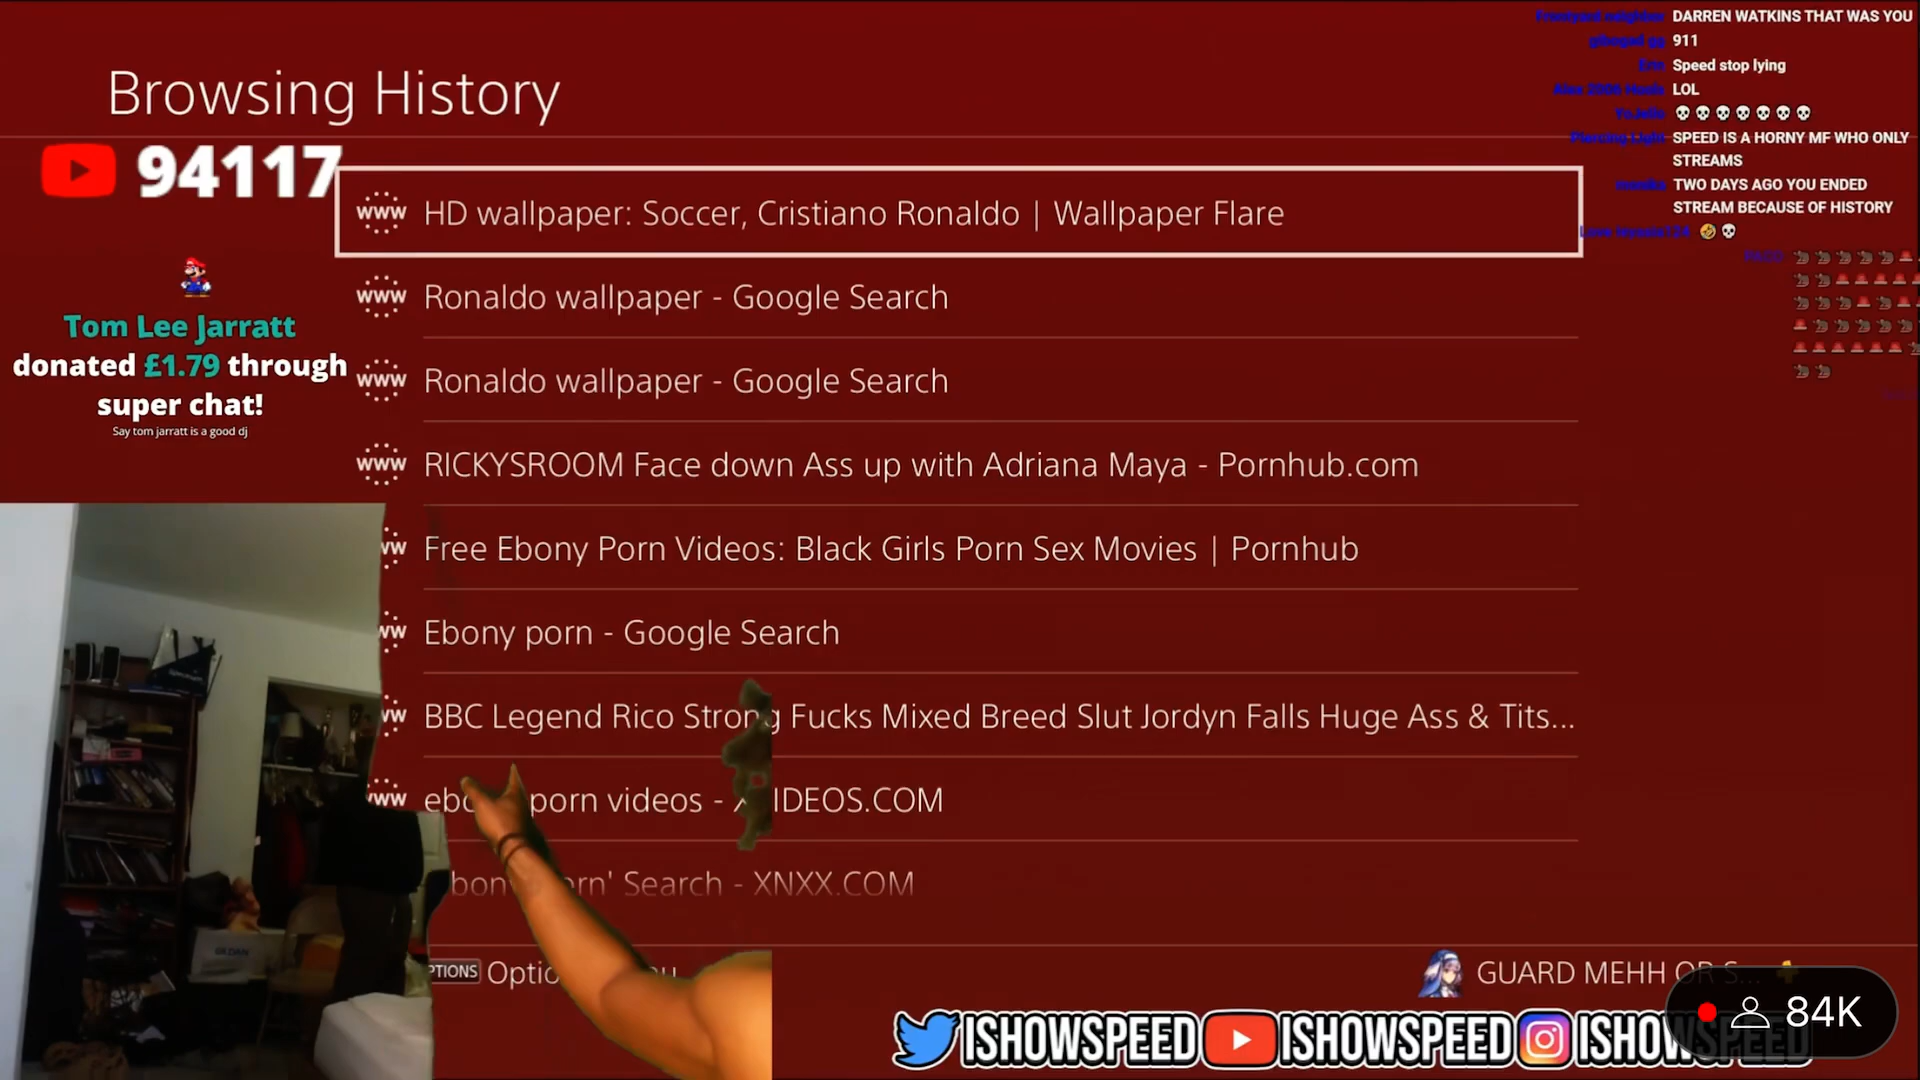 Browsing History
94117
Tom Lee Jarratt
donated £1.79 through
super chat!
Say tom jarratt is a good dj
www HD wallpaper: Soccer, Cristiano Ronaldo | Wallpaper Flare
www Ronaldo wallpaper - Google Search
www Ronaldo wallpaper - Google Search
www RICKYSROOM Face down Ass up with Adriana Maya - Pornhub.com
Free Ebony Porn Videos: Black Girls Porn Sex Movies | Pornhub
Ebony porn - Google Search
BBC Legend Rico Strong Fucks Mixed Breed Slut Jordyn Falls Huge Ass & Tits...
porn videos -
Search - XNXX.COM
DARREN WATKINS THAT WAS YOU
911
Speed stop lying
LOL
SPEED IS A HORNY MF WHO ONLY
STREAMS
TWO DAYS AGO YOU ENDED
STREAM BECAUSE OF HISTORY
GUARD MEHH OR S...
84K
ISHOWSPEED ISHOWSPEED